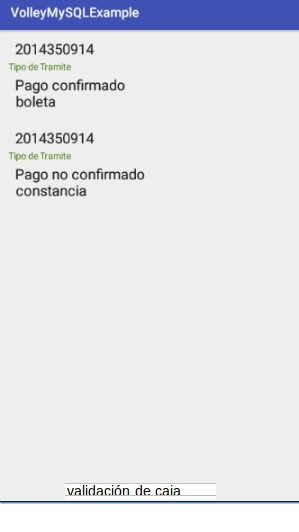 VolleyMySQLExample
2014350914
Tipo de Tramite
Pago confirmado
boleta
2014350914
Tipo de Tramite
Pago no confirmado
constancia
validación de caja